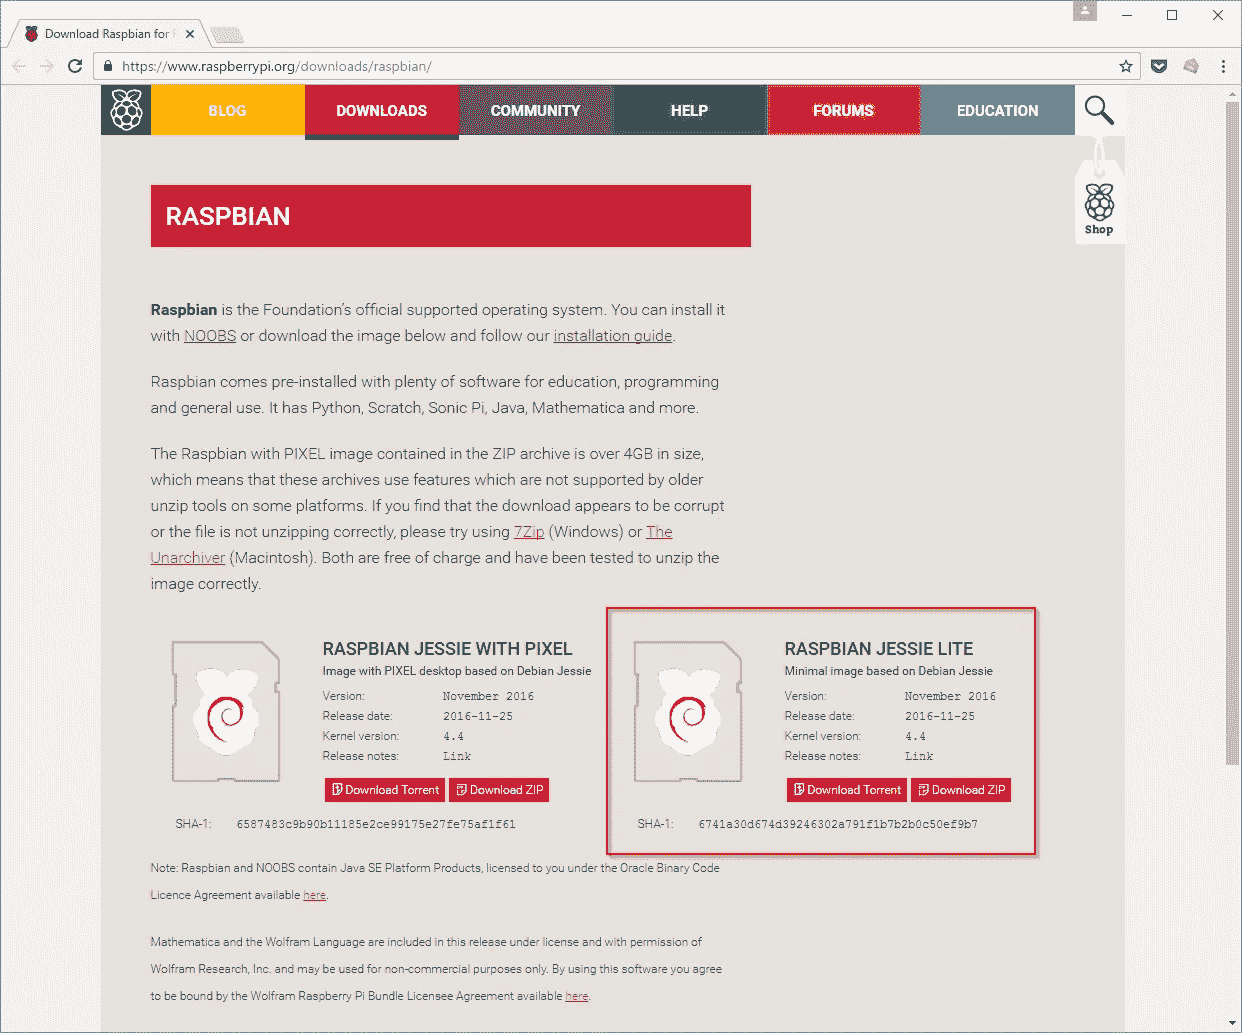 Download Raspbian for
https://www.raspberrypi.org/downloads/raspbian/
BLOG DOWNLOADS COMMUNITY HELP FORUMS EDUCATION
Shop
RASPBIAN
Raspbian is the Foundation's official supported operating system. You can install it
with NOOBS or download the image below and follow our installation guide.
Raspbian comes pre-installed with plenty of software for education, programming
and general use. It has Python, Scratch, Sonic Pi, Java, Mathematica and more.
The Raspbian with PIXEL image contained in the ZIP archive is over 4GB in size,
which means that these archives use features which are not supported by older
unzip tools on some platforms. If you find that the download appears to be corrupt
or the file is not unzipping correctly, please try using 7Zip (Windows) or The
Unarchiver (Macintosh). Both are free of charge and have been tested to unzip the
image correctly.
RASPBIAN JESSIE WITH PIXEL
Image with PIXEL desktop based on Debian Jessie
Version: November 2016
Release date: 2016-11-25
Kernel version: 4.4
Release notes: Link
Download Torrent Download ZIP
SHA-1: 6587483c9b90b11185e2ce99175e27fe75af1f61
RASPBIAN JESSIE LITE
Minimal image based on Debian Jessie
Version: November 2016
Release date: 2016-11-25
Kernel version: 4.4
Release notes: Link
Download Torrent Download ZIP
SHA-1: 6741a30d674d39246302a791f1b7b2b0c50ef9b7
Note: Raspbian and NOOBS contain Java SE Platform Products, licensed to you under the Oracle Binary Code
Licence Agreement available here.
Mathematica and the Wolfram Language are included in this release under license and with permission of
Wolfram Research, Inc. and may be used for non-commercial purposes only. By using this software you agree
to be bound by the Wolfram Raspberry Pi Bundle Licensee Agreement available here.